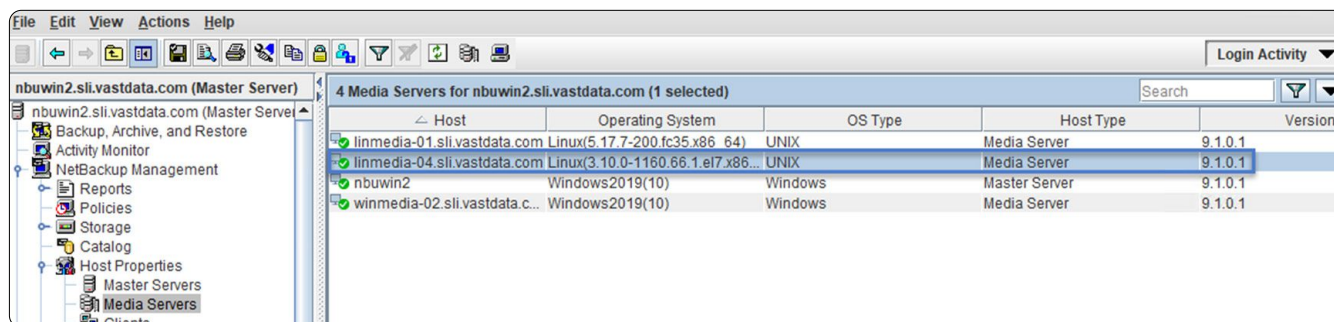 File Edit View Actions Help
Login Activity
nbuwin2.sli.vastdata.com (Master Server)
4 Media Servers for nbuwin2.sli.vastdata.com (1 selected)
Search
nbuwin2.sli.vastdata.com (Master Server
Host Operating System OS Type Host Type Version
Backup, Archive, and Restore
linmedia-01.sli.vastdata.com Linux(5.17.7-200.fc35.x86_64) UNIX Media Server 9.1.0.1
Activity Monitor
linmedia-04.sli.vastdata.com Linux(3.10.0-1160.66.1.el7.x86... UNIX Media Server 9.1.0.1
NetBackup Management
nbuwin2 Windows2019(10) Windows Master Server 9.1.0.1
Reports
winmedia-02.sli.vastdata.c... Windows2019(10) Windows Media Server 9.1.0.1
Policies
Storage
Catalog
Host Properties
Master Servers
Media Servers
Clients